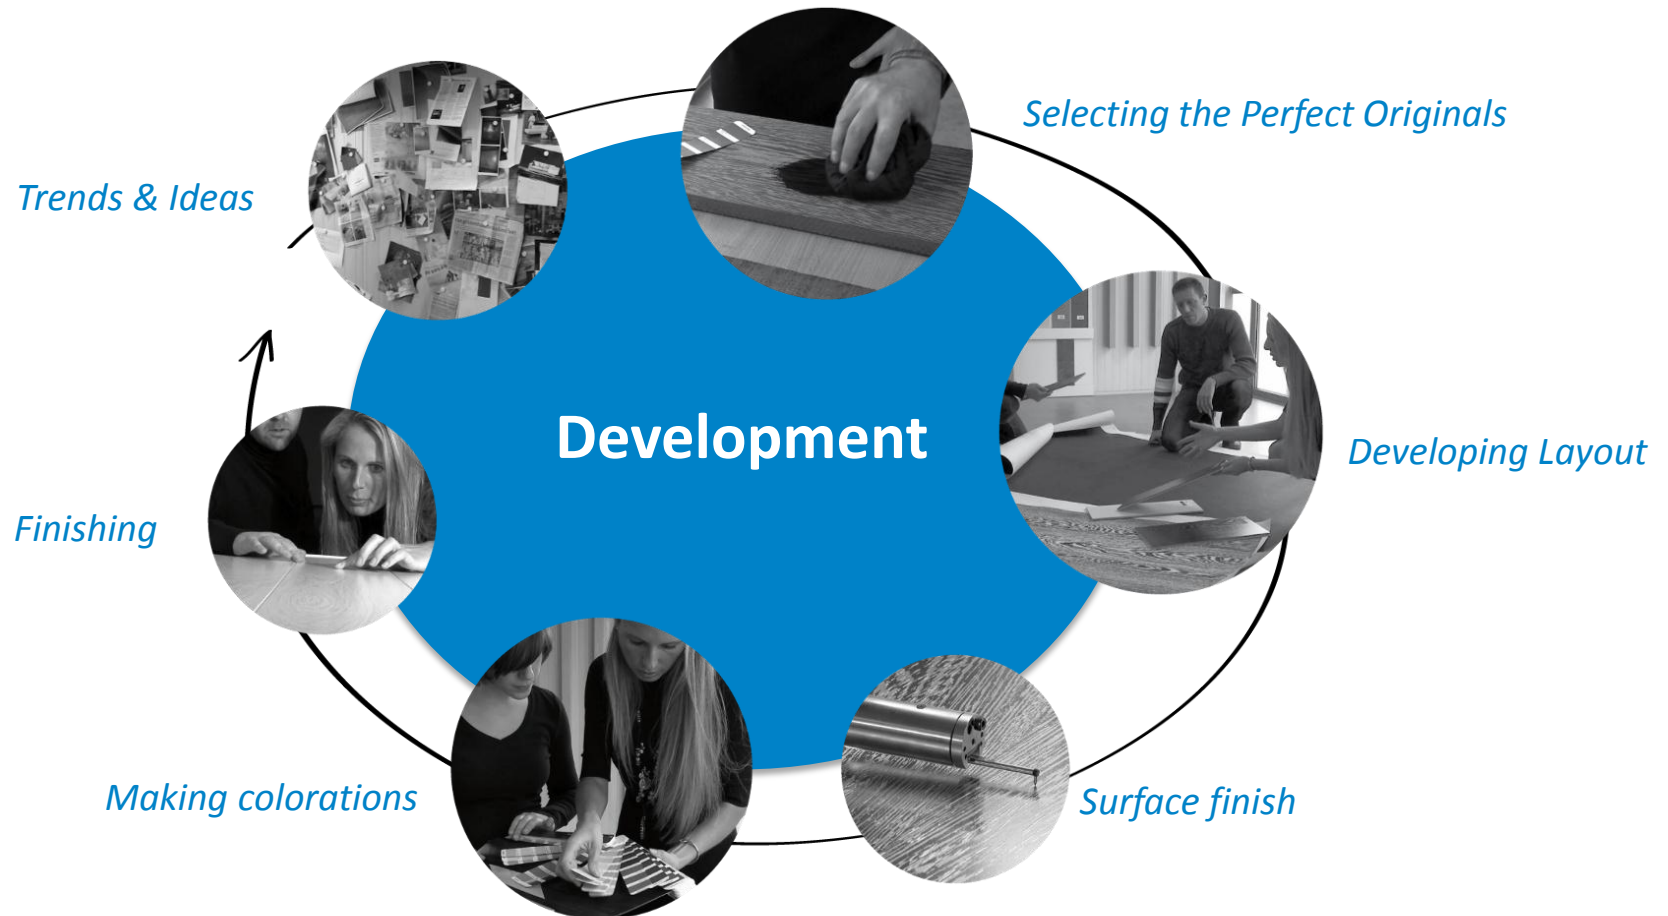 Selecting the Perfect Originals
Trends & Ideas
Development
Developing Layout
Finishing
Making colorations
Surface finish